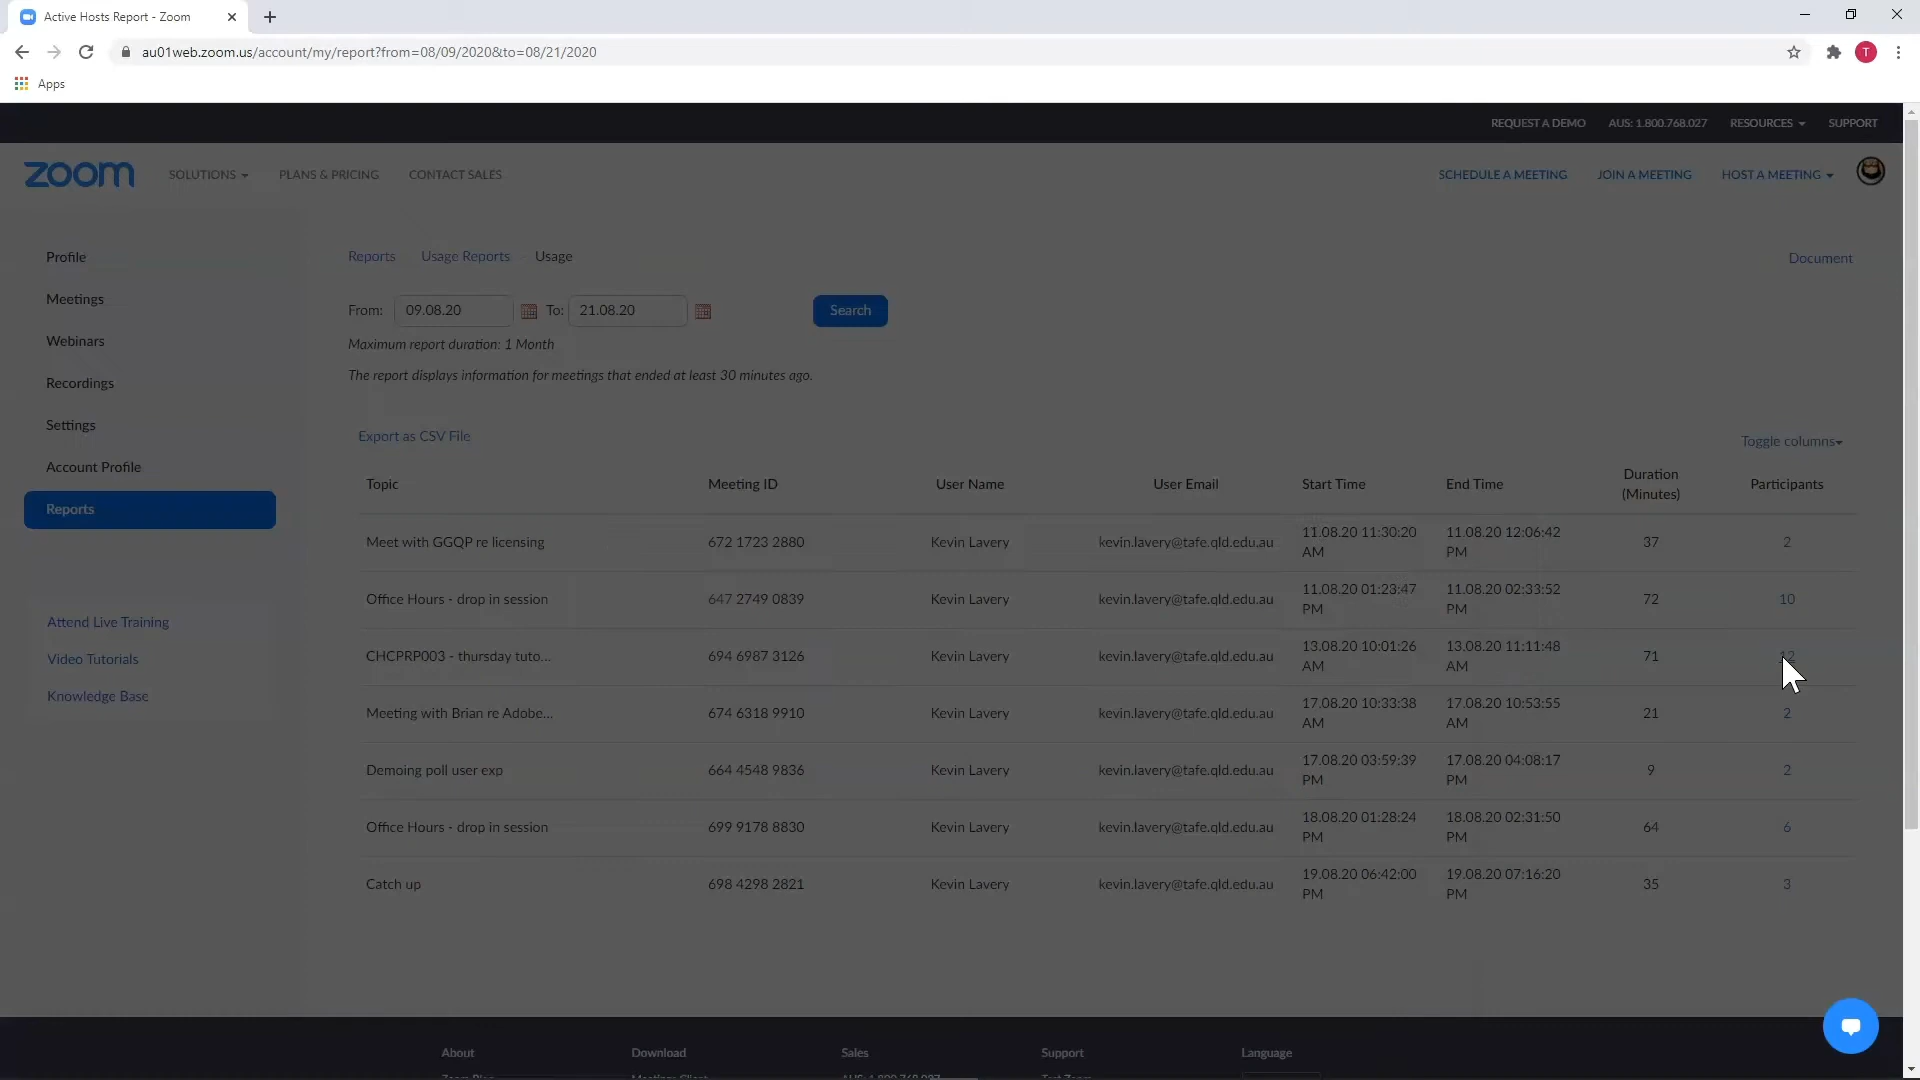 Active Hosts Report - Zoom
au01web.zoom.us/account/my/report?from=08/09/2020&to=08/21/2020
T
Apps
REQUEST A DEMO AUS: 1.800.768.027 RESOURCES SUPPORT
zoom SOLUTIONS PLANS & PRICING CONTACT SALES SCHEDULE A MEETING JOIN A MEETING HOST A MEETING
Profile
Meetings
Webinars
Recordings
Settings
Account Profile
Reports
Attend Live Training
Video Tutorials
Knowledge Base
Reports Usage Reports Usage Document
From: 09.08.20 To: 21.08.20 Search
Maximum report duration: 1 Month
The report displays information for meetings that ended at least 30 minutes ago.
Export as CSV File Toggle columns
Topic Meeting ID User Name User Email Start Time End Time Duration (Minutes) Participants
Meet with GGQP re licensing 672 1723 2880 Kevin Lavery kevin.lavery@tafe.qld.edu.au 11.08.20 11:30:20 AM 11.08.20 12:06:42 PM 37 2
Office Hours - drop in session 647 2749 0839 Kevin Lavery kevin.lavery@tafe.qld.edu.au 11.08.20 01:23:47 PM 11.08.20 02:33:52 PM 72 10
CHCPRP003 - thursday tuto... 694 6987 3126 Kevin Lavery kevin.lavery@tafe.qld.edu.au 13.08.20 10:01:26 AM 13.08.20 11:11:48 AM 71 12
Meeting with Brian re Adobe... 674 6318 9910 Kevin Lavery kevin.lavery@tafe.qld.edu.au 17.08.20 10:33:38 AM 17.08.20 10:53:55 AM 21 2
Demoing poll user exp 664 4548 9836 Kevin Lavery kevin.lavery@tafe.qld.edu.au 17.08.20 03:59:39 PM 17.08.20 04:08:17 PM 9 2
Office Hours - drop in session 699 9178 8830 Kevin Lavery kevin.lavery@tafe.qld.edu.au 18.08.20 01:28:24 PM 18.08.20 02:31:50 PM 64 6
Catch up 698 4298 2821 Kevin Lavery kevin.lavery@tafe.qld.edu.au 19.08.20 06:42:00 PM 19.08.20 07:16:20 PM 35 3
About Download Sales Support Language